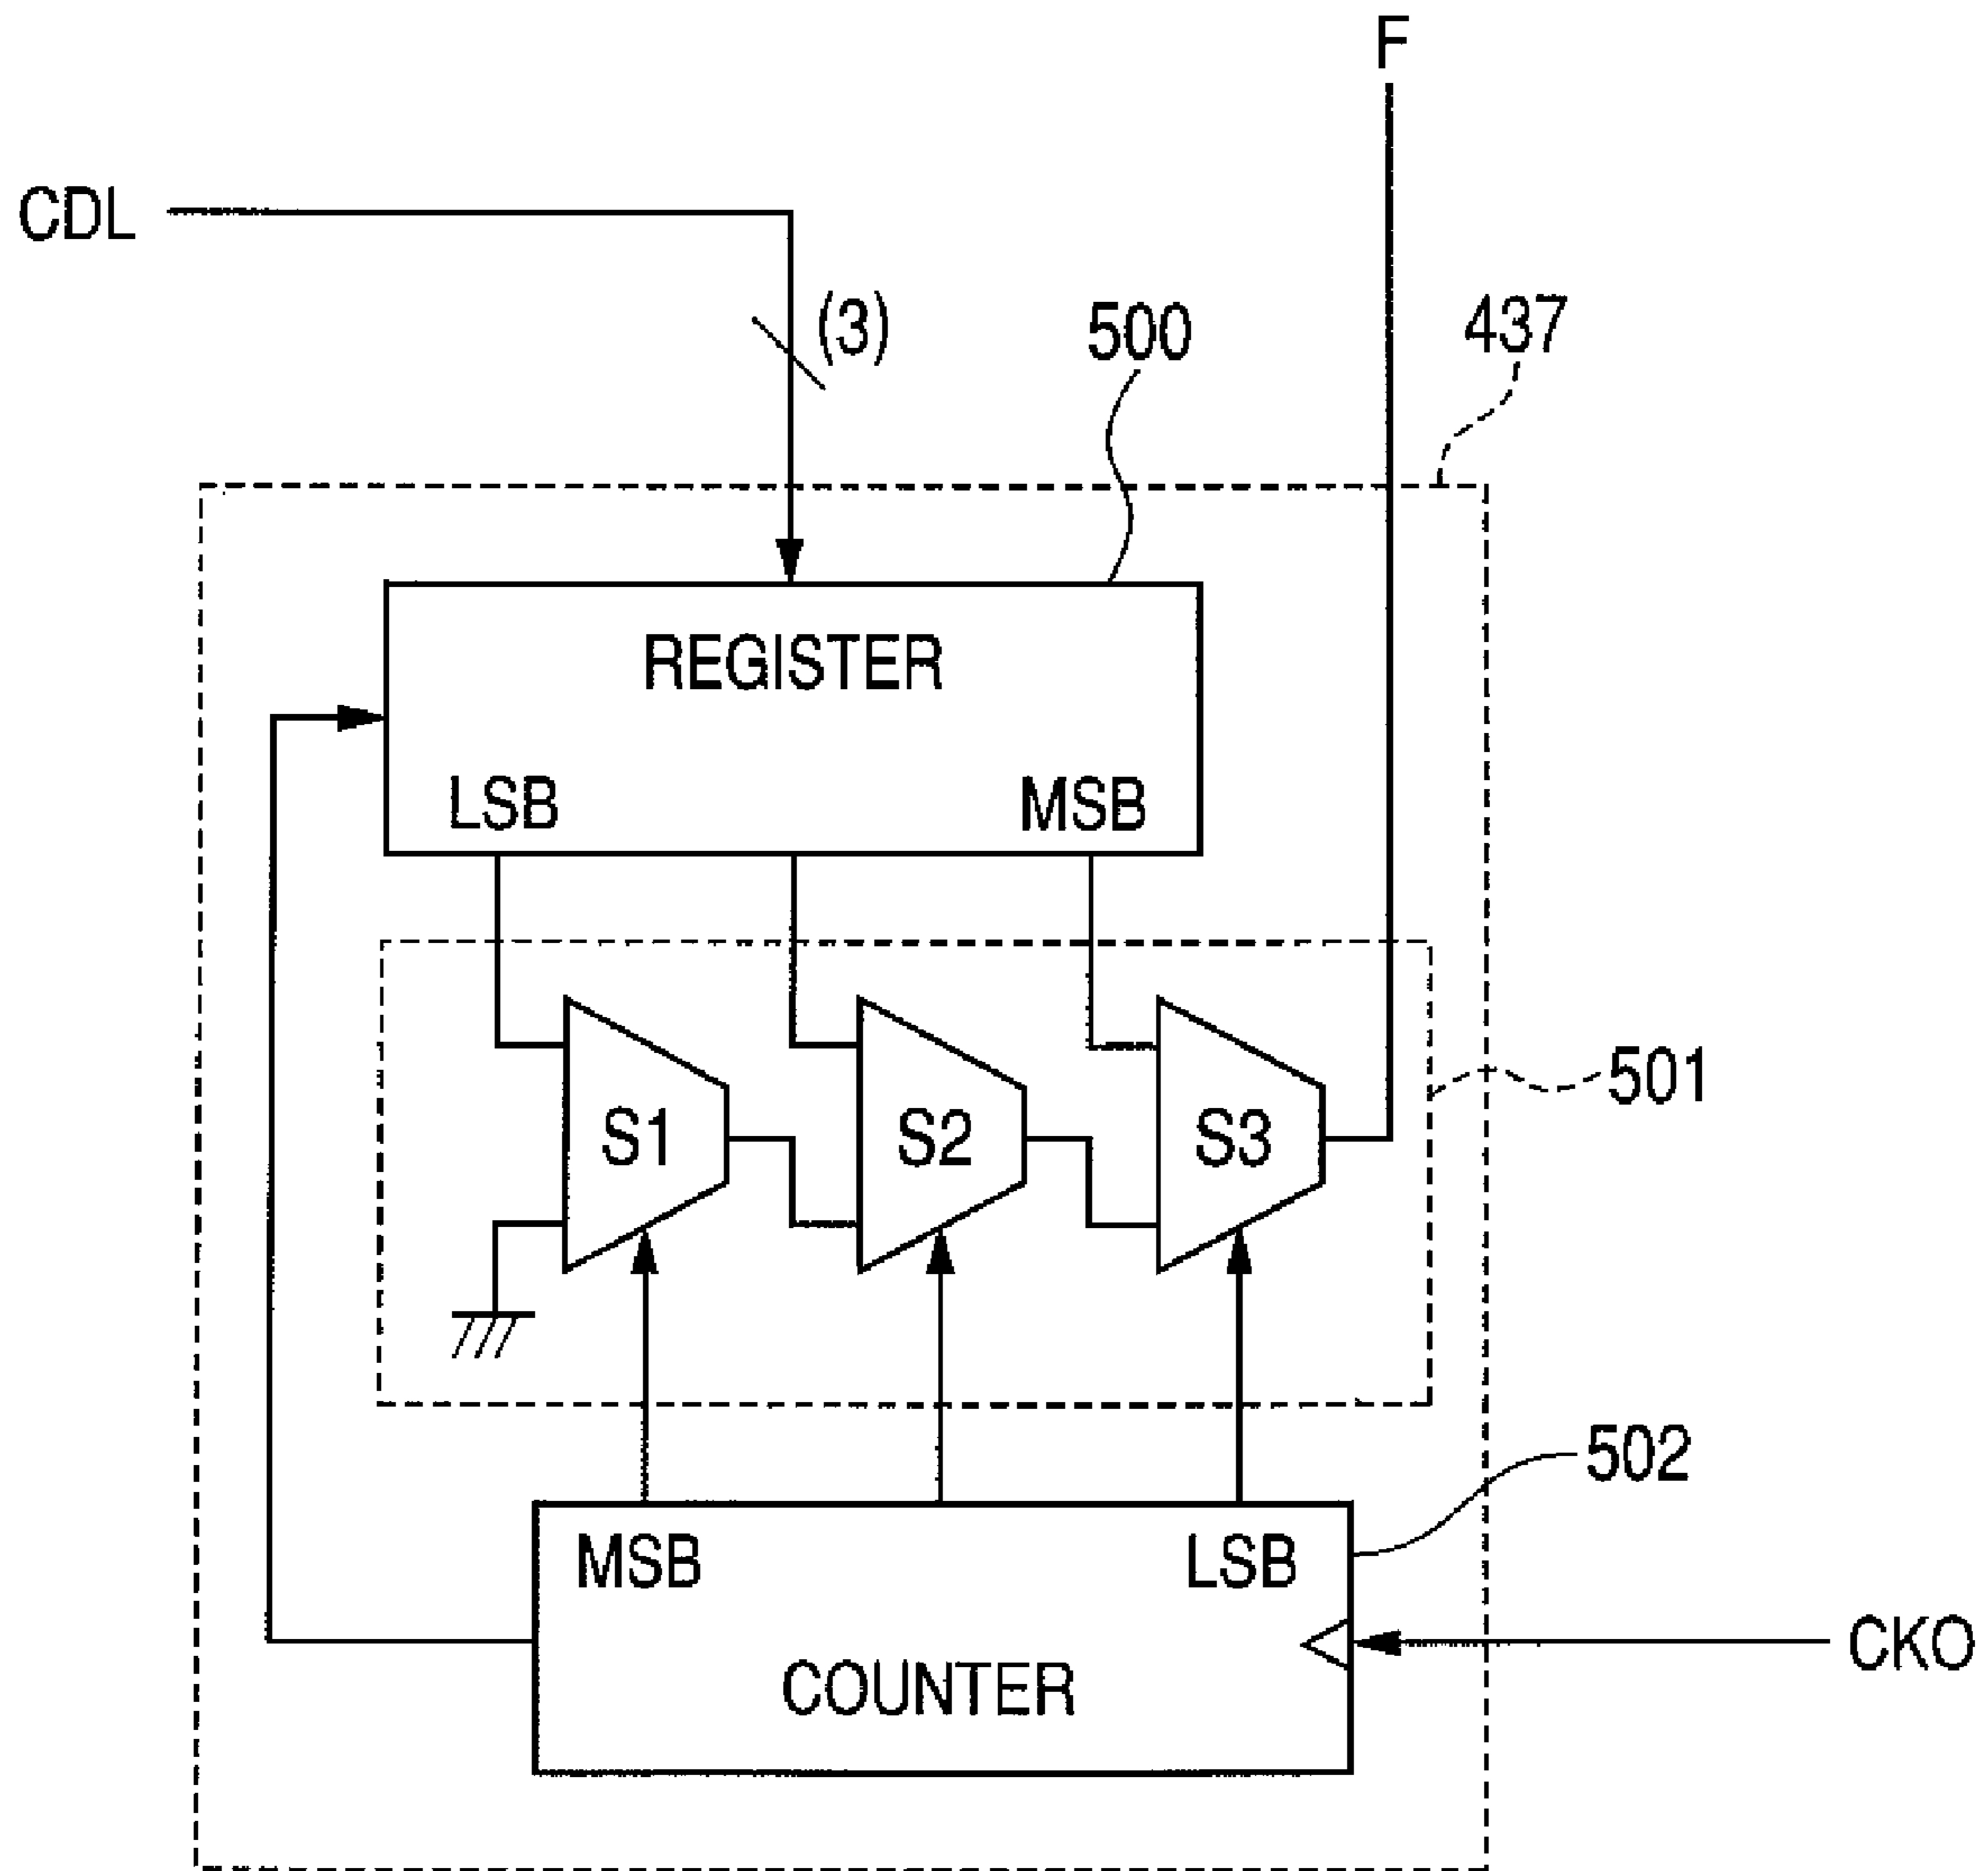 F
CDL
(3)
500
437
REGISTER
LSB MSB
S1 S2 S3
501
502
MSB LSB
CKO
COUNTER